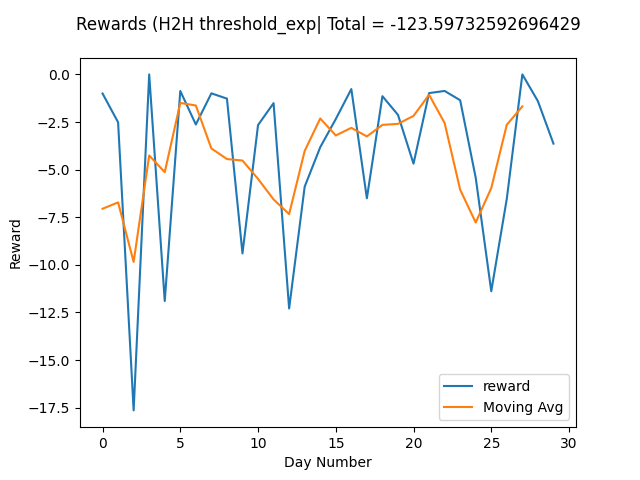 Rewards (H2H threshold_exp| Total = -123.59732592696429
0.0
−2.5
−5.0
−7.5
−10.0
−12.5
−15.0
−17.5
Reward
reward
Moving Avg
0 5 10 15 20 25 30
Day Number